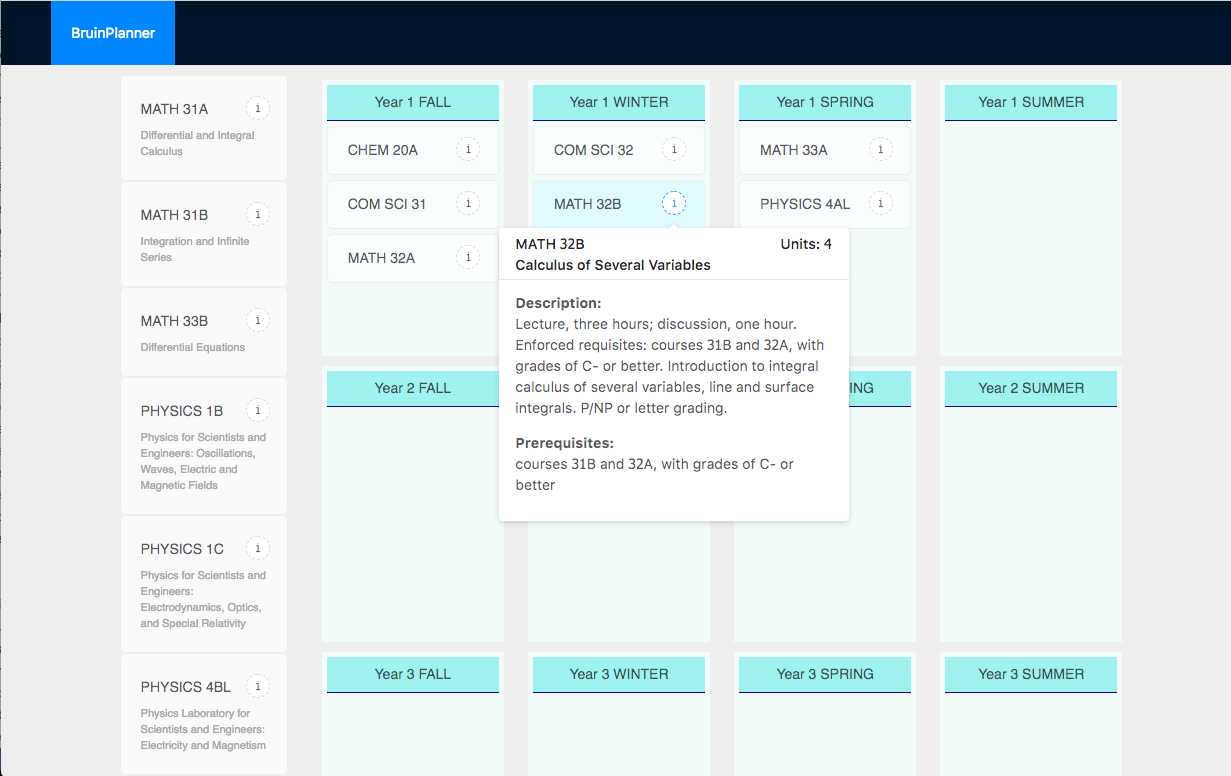 BruinPlanner
MATH 31A i
Differential and Integral
Calculus
MATH 31B i
Integration and Infinite
Series
MATH 33B i
Differential Equations
PHYSICS 1B i
Physics for Scientists and
Engineers: Oscillations,
Waves, Electric and
Magnetic Fields
PHYSICS 1C i
Physics for Scientists and
Engineers:
Electrodynamics, Optics,
and Special Relativity
PHYSICS 4BL i
Physics Laboratory for
Scientists and Engineers:
Electricity and Magnetism
Year 1 FALL
CHEM 20A i
COM SCI 31 i
MATH 32A i
Year 1 WINTER
COM SCI 32 i
MATH 32B i
Year 1 SPRING
MATH 33A i
PHYSICS 4AL i
Year 1 SUMMER
MATH 32B Units: 4
Calculus of Several Variables
Description:
Lecture, three hours; discussion, one hour.
Enforced requisites: courses 31B and 32A, with
grades of C- or better. Introduction to integral
calculus of several variables, line and surface
integrals. P/NP or letter grading.
Prerequisites:
courses 31B and 32A, with grades of C- or
better
Year 2 FALL
ING
Year 2 SUMMER
Year 3 FALL
Year 3 WINTER
Year 3 SPRING
Year 3 SUMMER